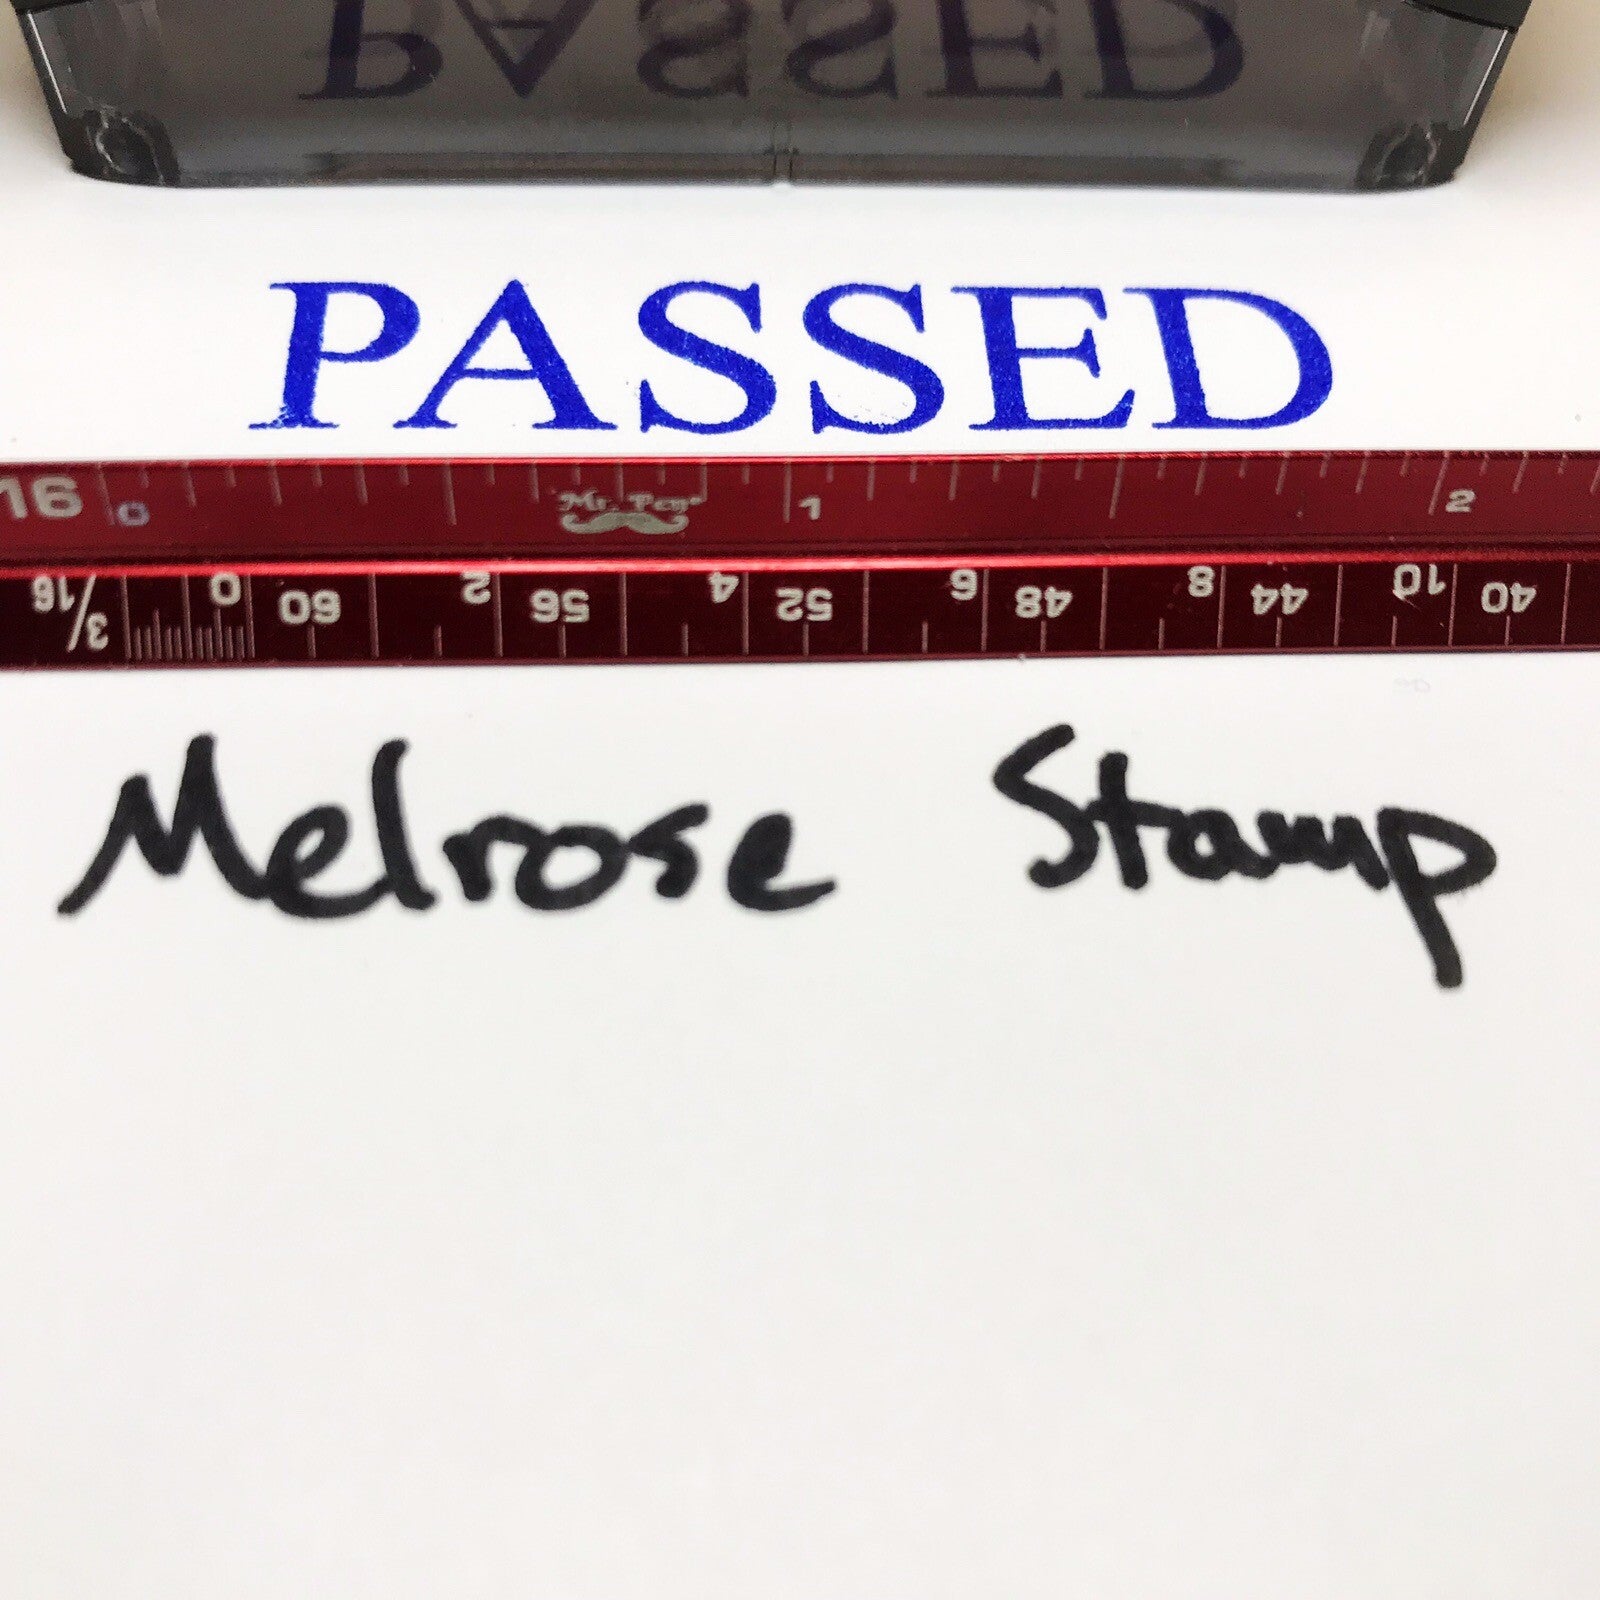 PASSED
PASSED
16 0 Mr. Pen® 1 2
3/16 0 60 2 56 4 52 6 48 8 44 10 40
Melrose Stamp